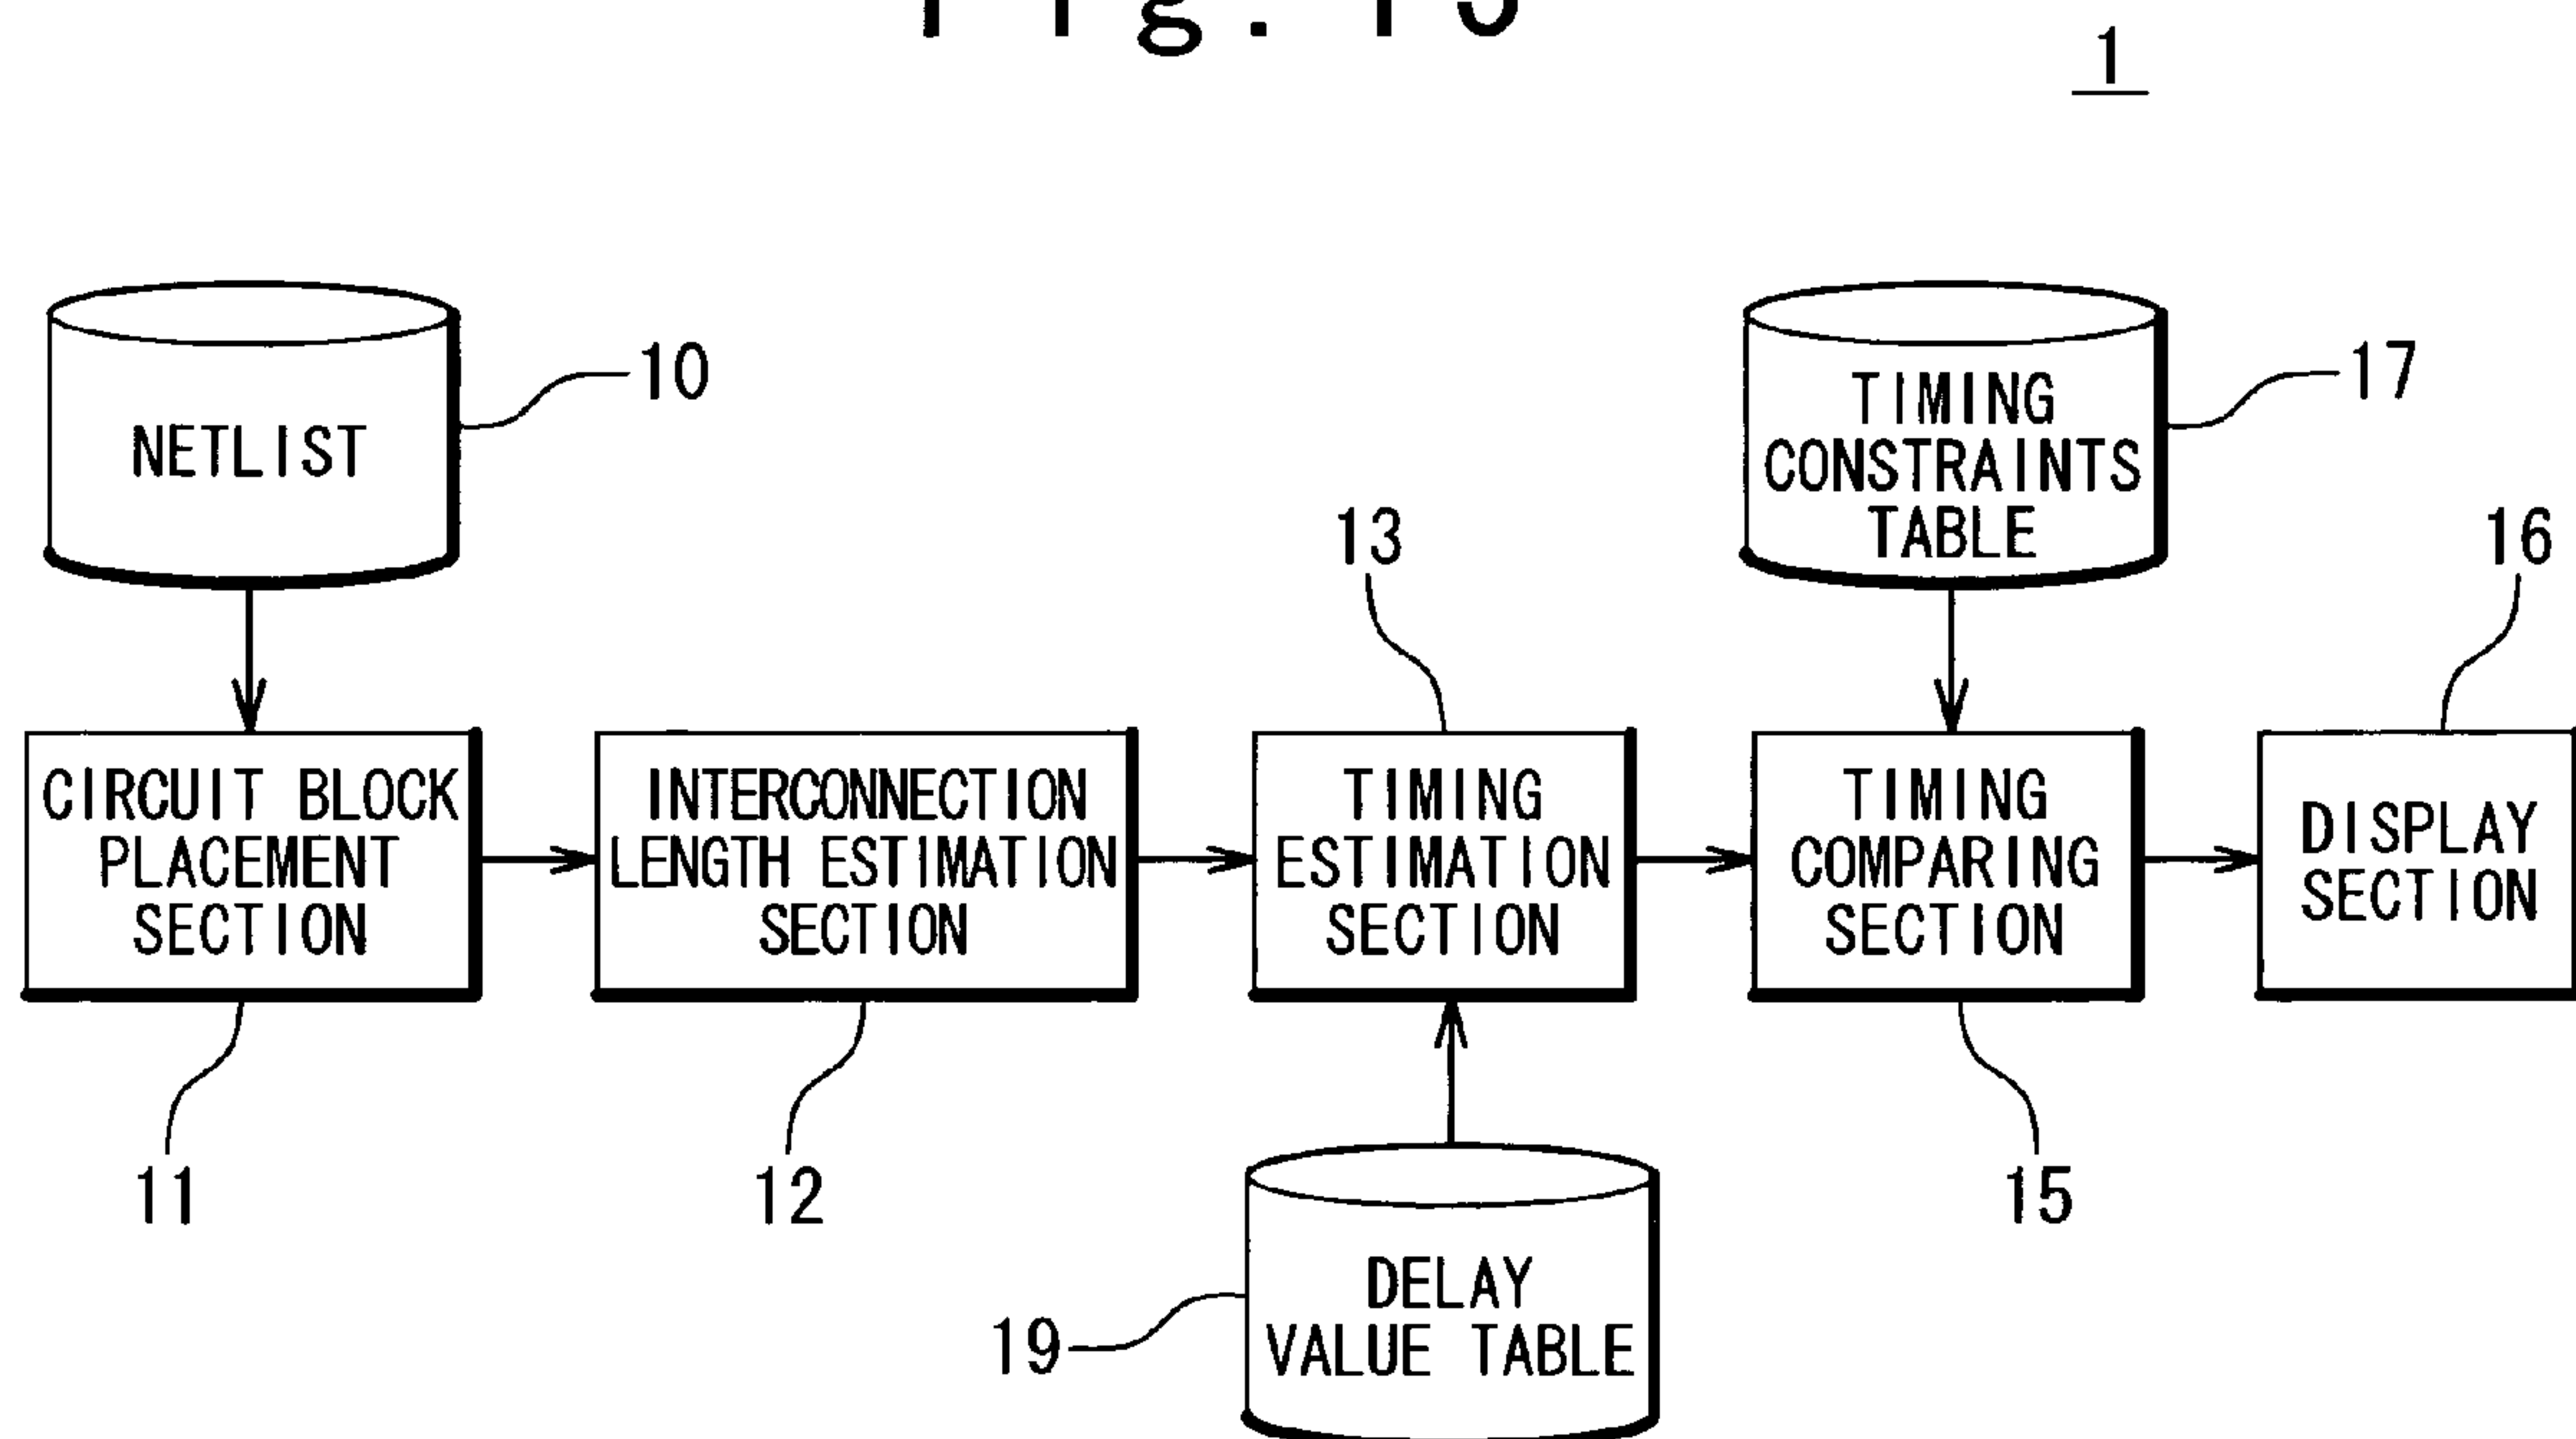 Fig.
1
NETLIST
10
TIMING
CONSTRAINTS
TABLE
17
13
16
CIRCUIT BLOCK
PLACEMENT
SECTION
INTERCONNECTION
LENGTH ESTIMATION
SECTION
TIMING
ESTIMATION
SECTION
TIMING
COMPARING
SECTION
DISPLAY
SECTION
11
12
15
DELAY
VALUE TABLE
19